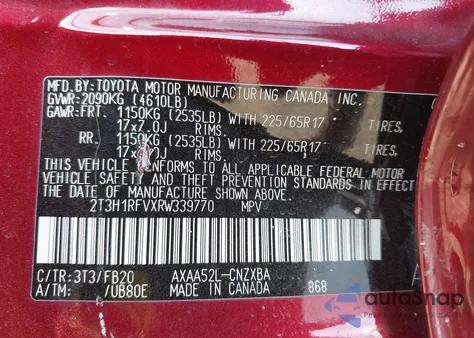 MFD.BY:TOYOTA MOTOR MANUFACTURING CANADA INC.
GVWR:2090KG (4610LB)
GAWR:FRT. 1150KG (2535LB) WITH 225/65R17 TIRES,
17x7.0J RIMS,
RR. 1150KG (2535LB) WITH 225/65R17 TIRES,
17x .0J RIMS,
THIS VEHICLE CONFORMS TO ALL APPLICABLE FEDERAL MOTOR
VEHICLE SAFETY AND THEFT PREVENTION STANDARDS IN EFFECT
THE DATE OF MANUFACTURE SHOWN ABOVE.
2T3H1RFVXRW339770 MPV
C/TR:3T3/FB20 AXAA52L-CNZXBA
A/TM: /UB80E MADE IN CANADA 868
autoSnap